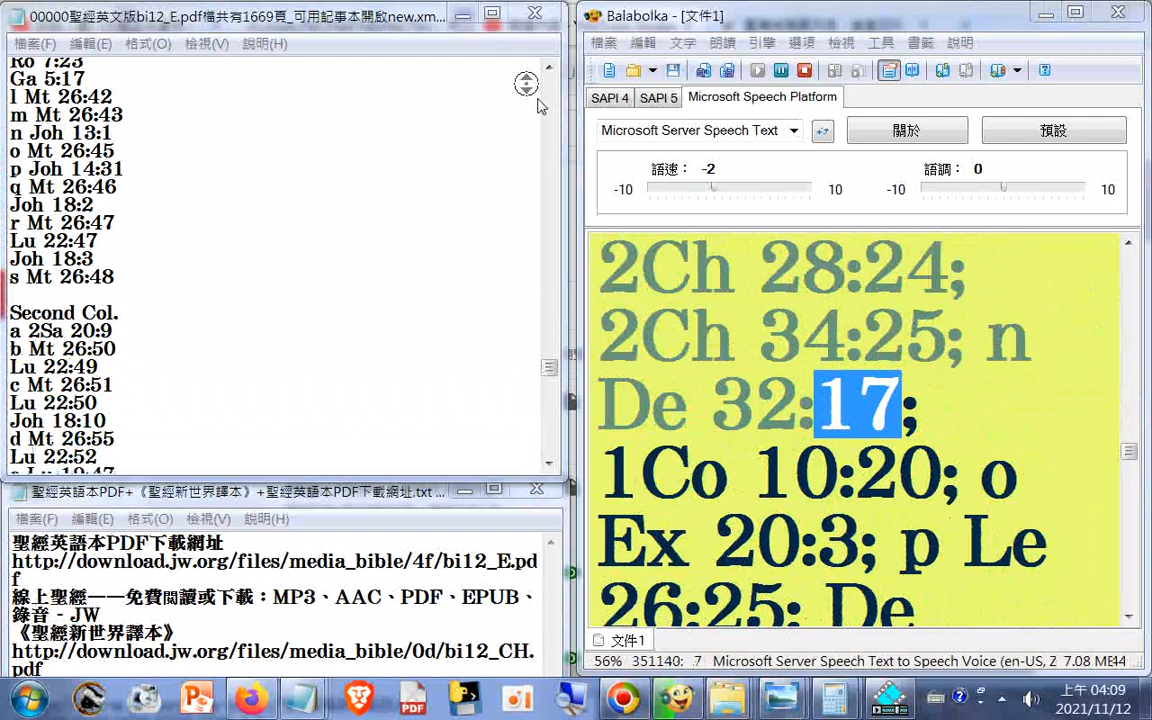 00000聖經英文版bi12_E.pdf檔共有1669頁_可用記事本開啟new.xm...
檔案(F) 編輯(E) 格式(O) 檢視(V) 說明(H)
Ro 7:23
Ga 5:17
l Mt 26:42
m Mt 26:43
n Joh 13:1
o Mt 26:45
p Joh 14:31
q Mt 26:46
Joh 18:2
r Mt 26:47
Lu 22:47
Joh 18:3
s Mt 26:48
Second Col.
a 2Sa 20:9
b Mt 26:50
Lu 22:49
c Mt 26:51
Lu 22:50
Joh 18:10
d Mt 26:55
Lu 22:52
聖經英語本PDF+《聖經新世界譯本》+聖經英語本PDF下載網址.txt ...
檔案(F) 編輯(E) 格式(O) 檢視(V) 說明(H)
聖經英語本PDF下載網址
http://download.jw.org/files/media_bible/4f/bi12_E.pd
f
線上聖經——免費閱讀或下載：MP3、AAC、PDF、EPUB、
錄音 - JW
《聖經新世界譯本》
http://download.jw.org/files/media_bible/0d/bi12_CH.
pdf
Balabolka - [文件1]
檔案 編輯 文字 朗讀 引擎 選項 檢視 工具 書籤 說明
SAPI 4 SAPI 5 Microsoft Speech Platform
Microsoft Server Speech Text 關於 預設
語速： -2 語調： 0
-10 10 -10 10
2Ch 28:24;
2Ch 34:25; n
De 32:17;
1Co 10:20; o
Ex 20:3; p Le
26:25; De
文件1
56% 351140: .7 Microsoft Server Speech Text to Speech Voice (en-US, Z 7.08 ME44
上午 04:09
2021/11/12